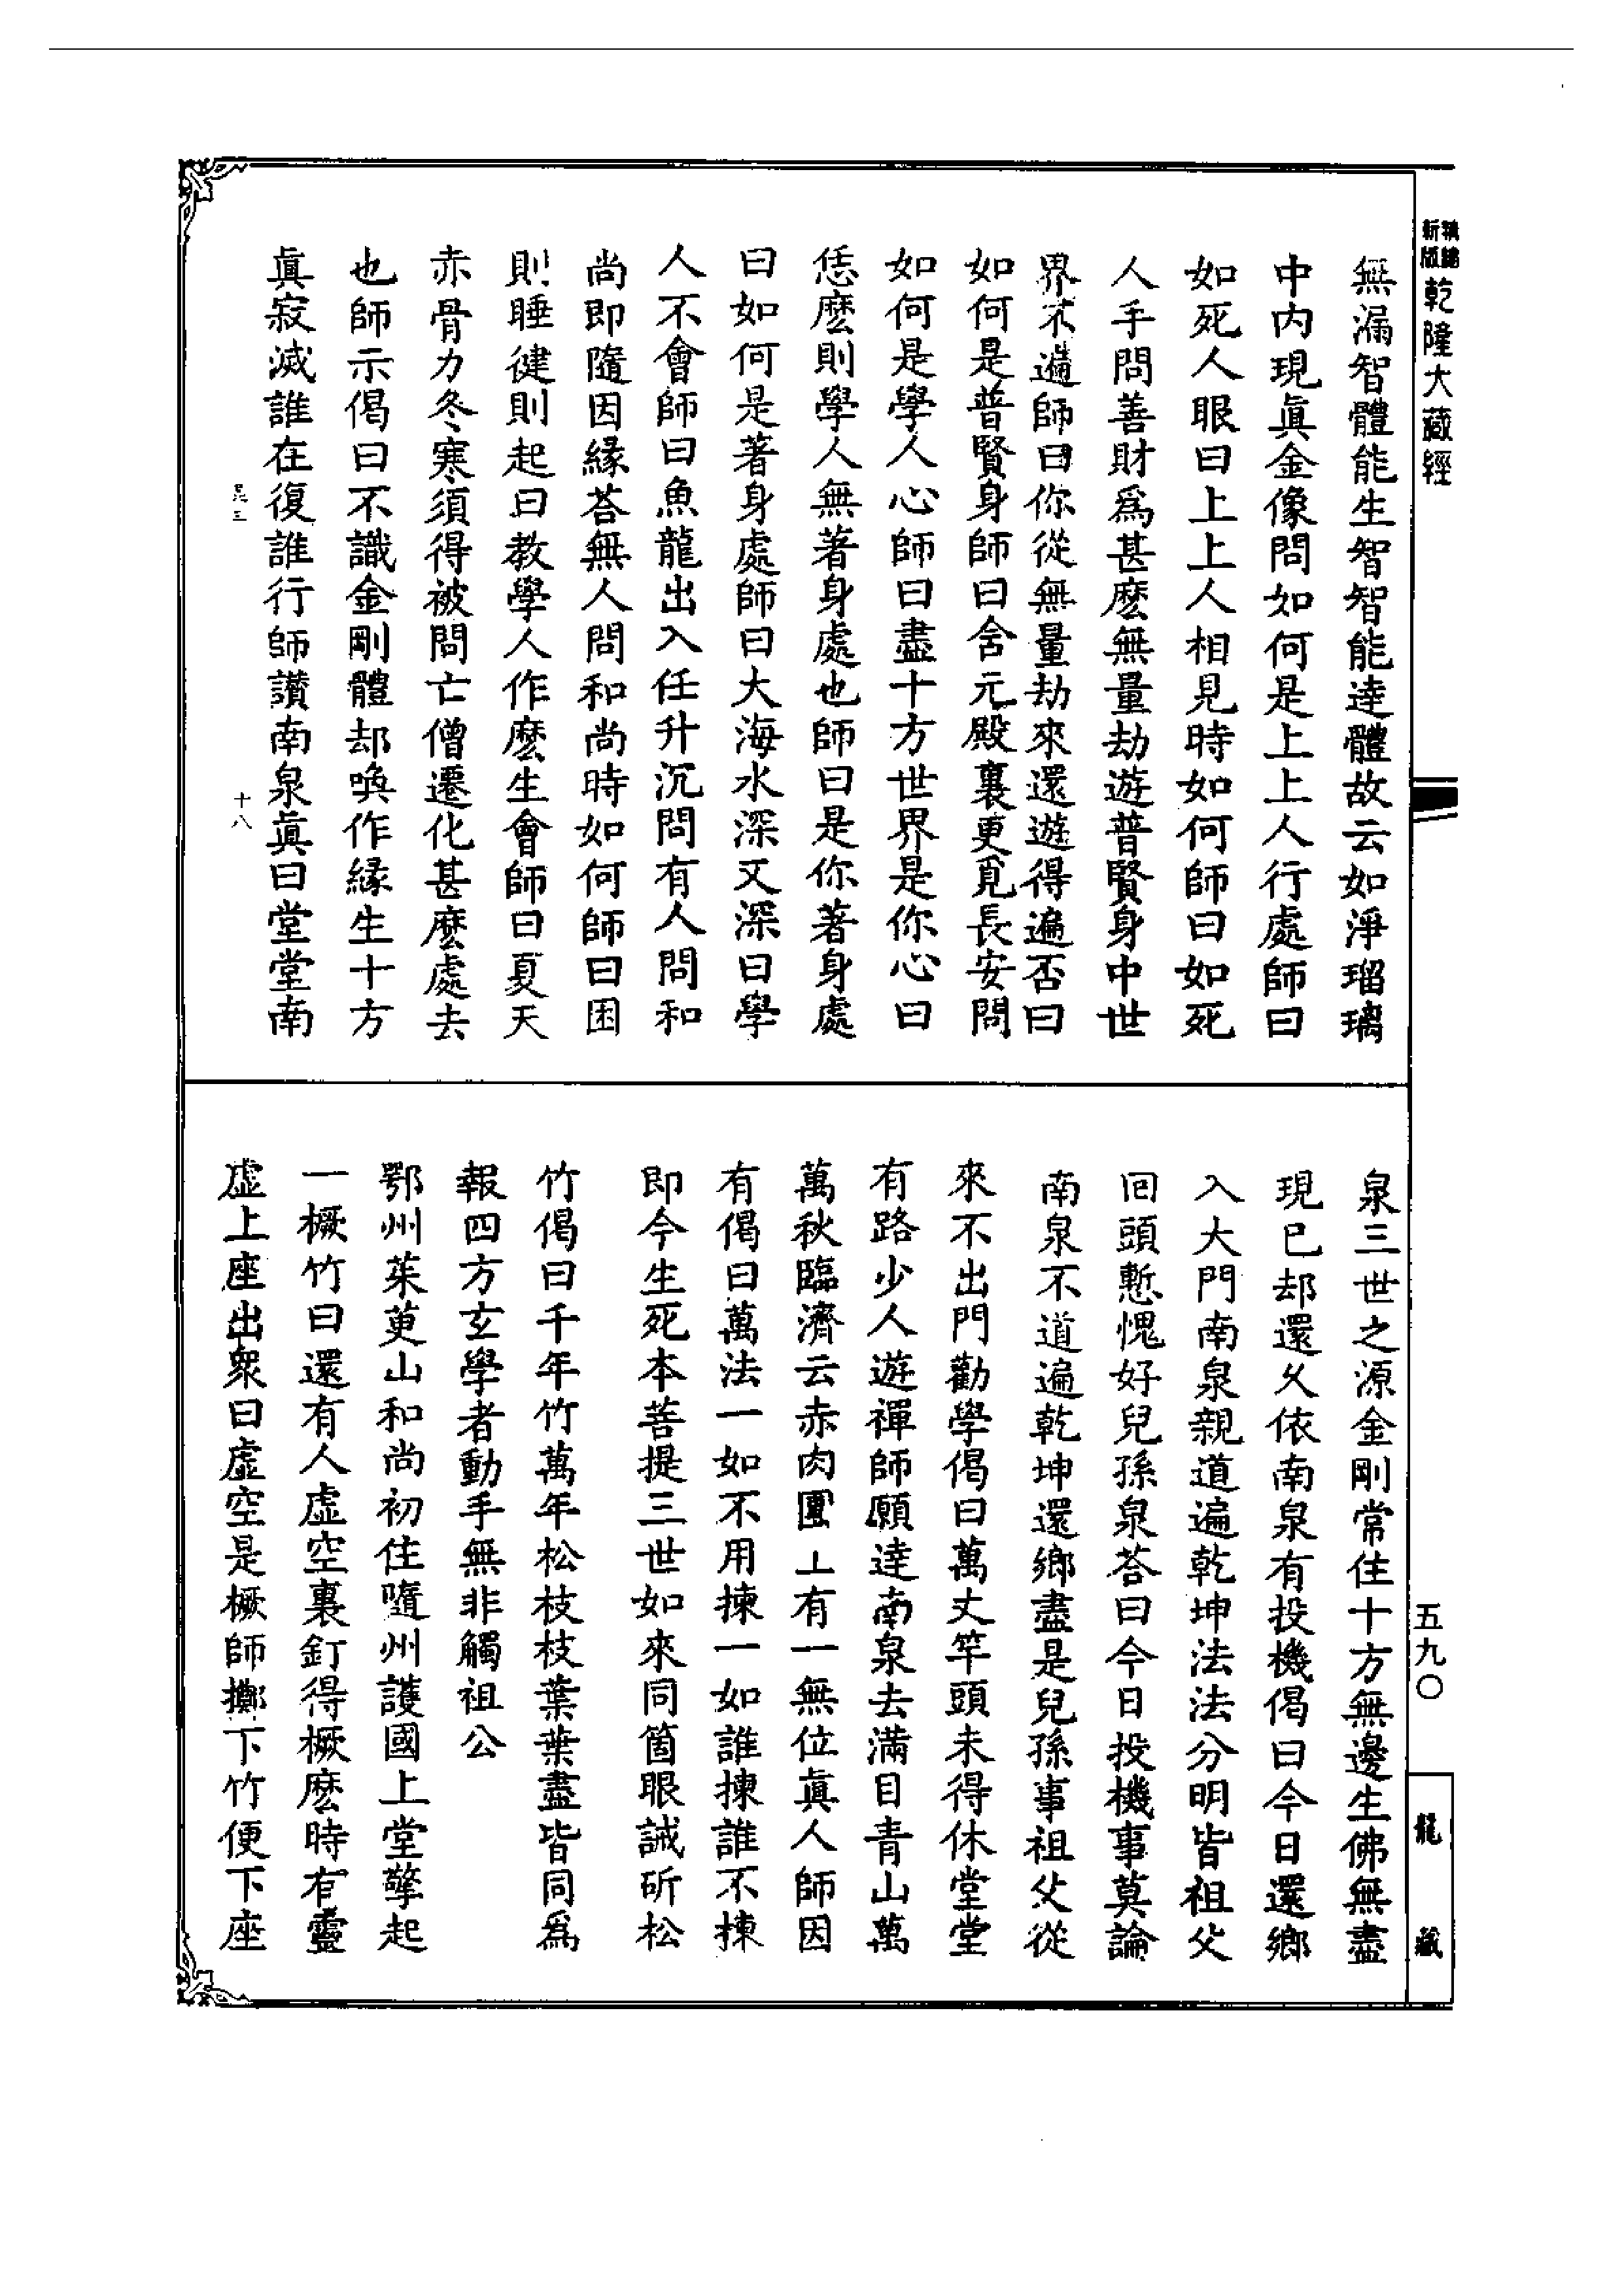 新編
新版
乾隆大藏經
無漏智體能生智智能達體故云如淨瑠璃
中內現眞金像問如何是上上人行處師曰
如死人眼曰上上人相見時如何師曰如死
人手問善財爲甚麽無量劫遊普賢身中世
界不遍師曰你從無量劫來還遊得遍否曰
如何是普賢身師曰含元殿裏更覓長安問
如何是學人心師曰盡十方世界是你心曰
恁麽則學人無著身處也師曰是你著身處
曰如何是著身處師曰大海水深又深曰學
人不會師曰魚龍出入任升沉問有人問和
尚即隨因緣荅無人問和尚時如何師曰困
則睡健則起曰教學人作麽生會師曰夏天
赤骨力冬寒須得被問亡僧遷化甚麽處去
也師示偈曰不識金剛體却喚作緣生十方
眞寂滅誰在復誰行師讚南泉眞曰堂堂南
十八
泉三世之源金剛常住十方無邊生佛無盡
現已却還乆依南泉有投機偈曰今日還鄉
入大門南泉親道遍乾坤法法分明皆祖父
回頭慙愧好兒孫泉荅曰今日投機事莫論
南泉不道遍乾坤還鄉盡是兒孫事祖父從
來不出門勸學偈曰萬丈竿頭未得休堂堂
有路少人遊禪師願達南泉去滿目青山萬
萬秋臨濟云赤肉團上有一無位眞人師因
有偈曰萬法一如不用揀一如誰揀誰不揀
即今生死本菩提三世如來同箇眼誡斫松
竹偈曰千年竹萬年松枝枝葉葉盡皆同爲
報四方玄學者動手無非觸祖公
鄂州茱萸山和尚初住隨州護國上堂擎起
一橛竹曰還有人虛空裏釘得橛麽時有靈
虛上座出衆曰虛空是橛師擲下竹便下座
五九〇
龍藏